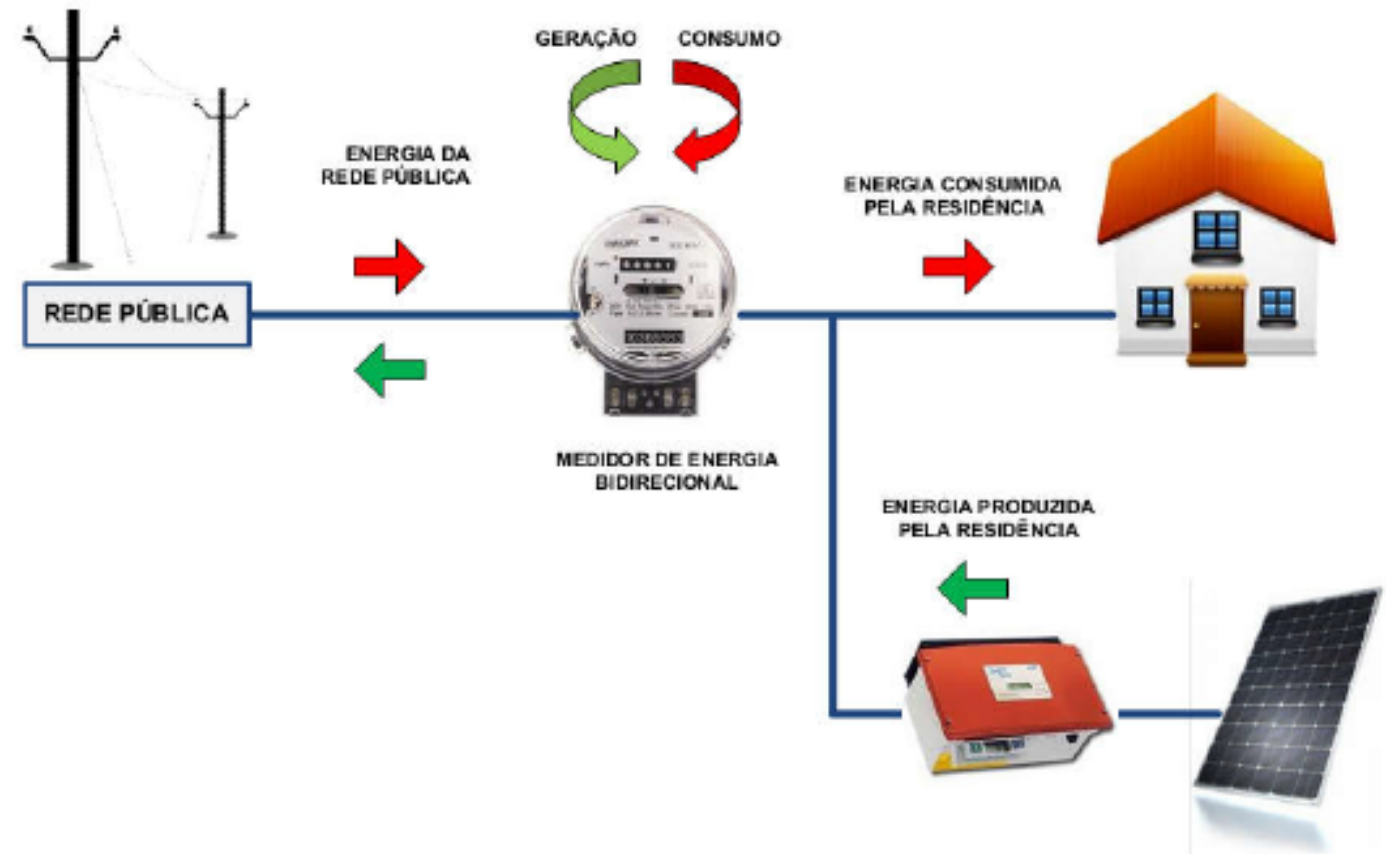 GERAÇÃO CONSUMO
ENERGIA DA
REDE PÚBLICA
ENERGIA CONSUMIDA
PELA RESIDÊNCIA
REDE PÚBLICA
MEDIDOR DE ENERGIA
BIDIRECIONAL
ENERGIA PRODUZIDA
PELA RESIDÊNCIA